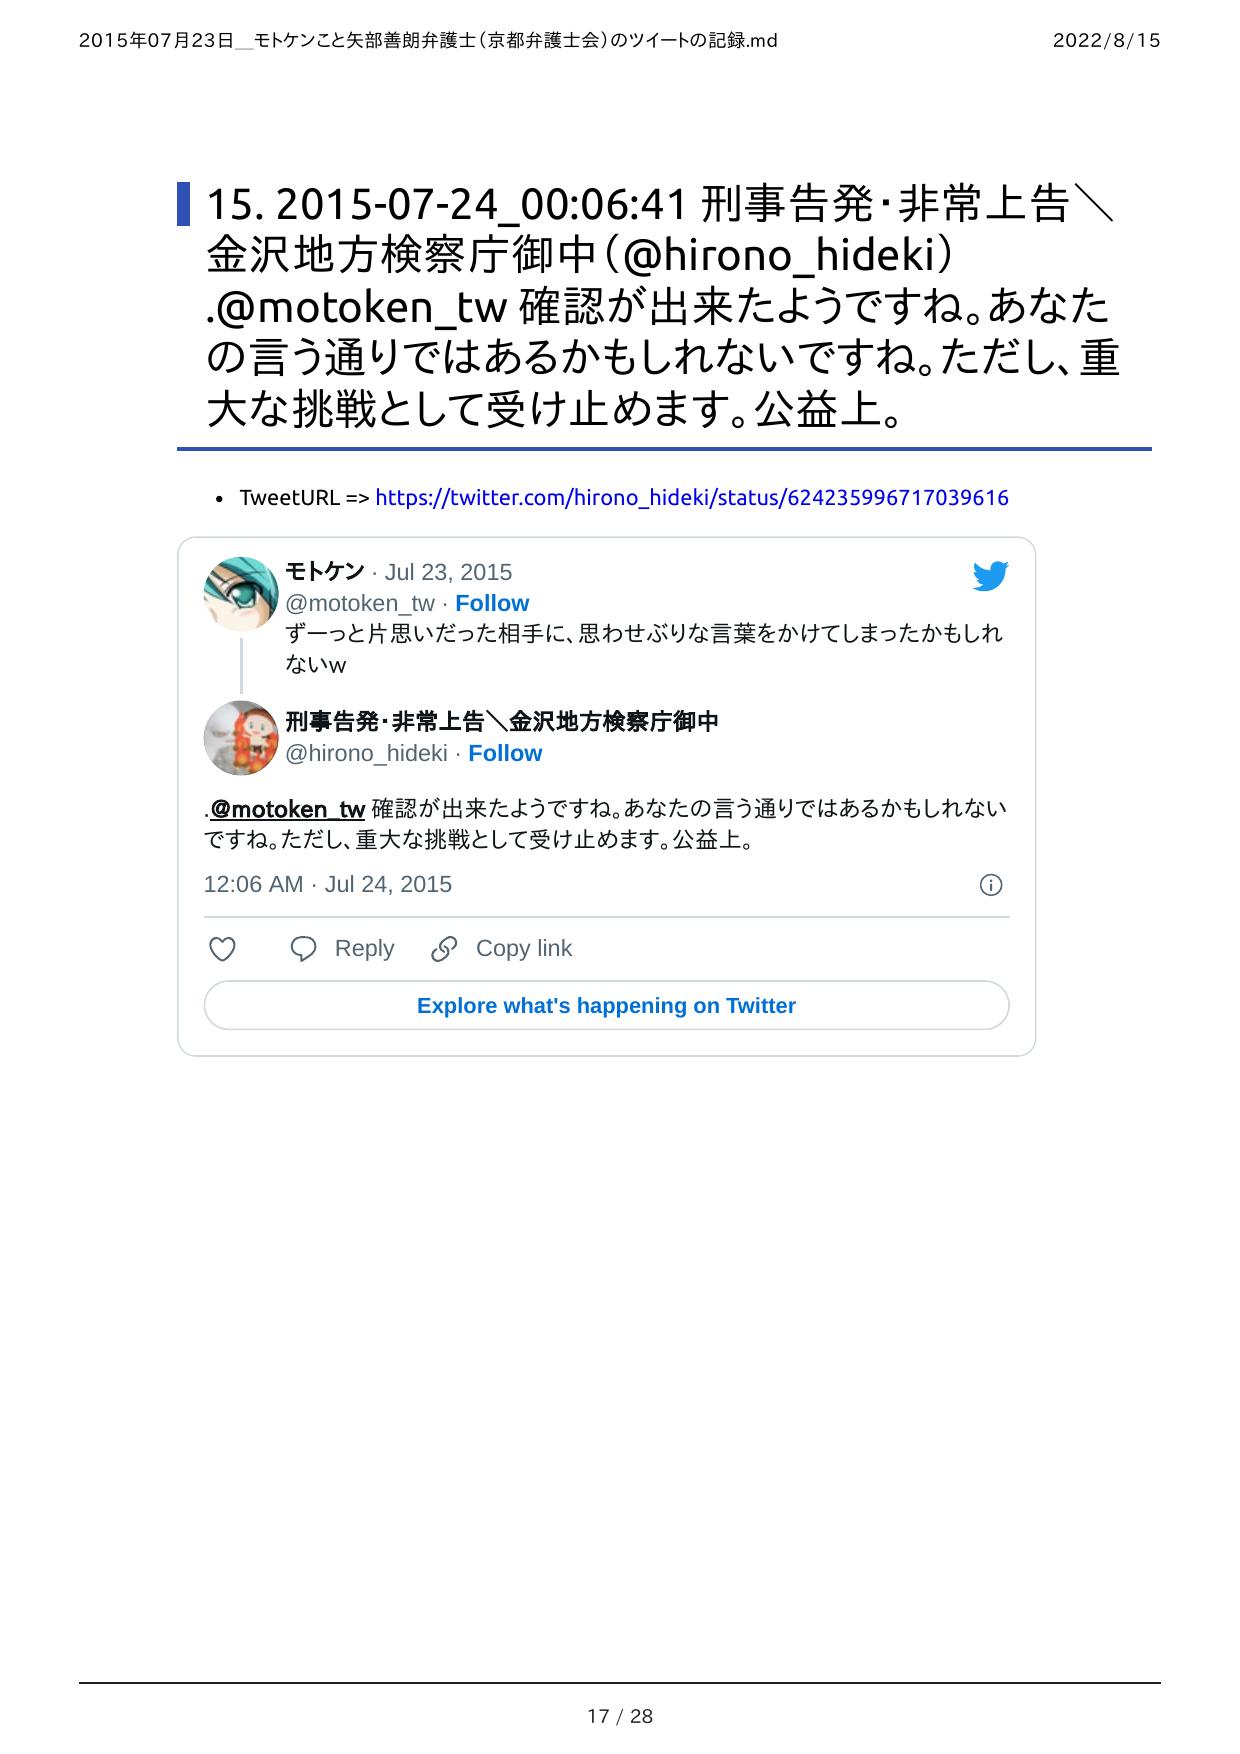 2015年07月23日__モトケンこと矢部善朗弁護士（京都弁護士会）のツイートの記録.md 2022/8/15
15. 2015-07-24_00:06:41 刑事告発・非常上告＼
金沢地方検察庁御中（@hirono_hideki）
.@motoken_tw 確認が出来たようですね。あなた
の言う通りではあるかもしれないですね。ただし、重
大な挑戦として受け止めます。公益上。
• TweetURL => https://twitter.com/hirono_hideki/status/624235996717039616
モトケン · Jul 23, 2015
@motoken_tw · Follow
ずーっと片思いだった相手に、思わせぶりな言葉をかけてしまったかもしれ
ないw
刑事告発・非常上告＼金沢地方検察庁御中
@hirono_hideki · Follow
.@motoken_tw 確認が出来たようですね。あなたの言う通りではあるかもしれない
ですね。ただし、重大な挑戦として受け止めます。公益上。
12:06 AM · Jul 24, 2015
Reply Copy link
Explore what's happening on Twitter
17 / 28